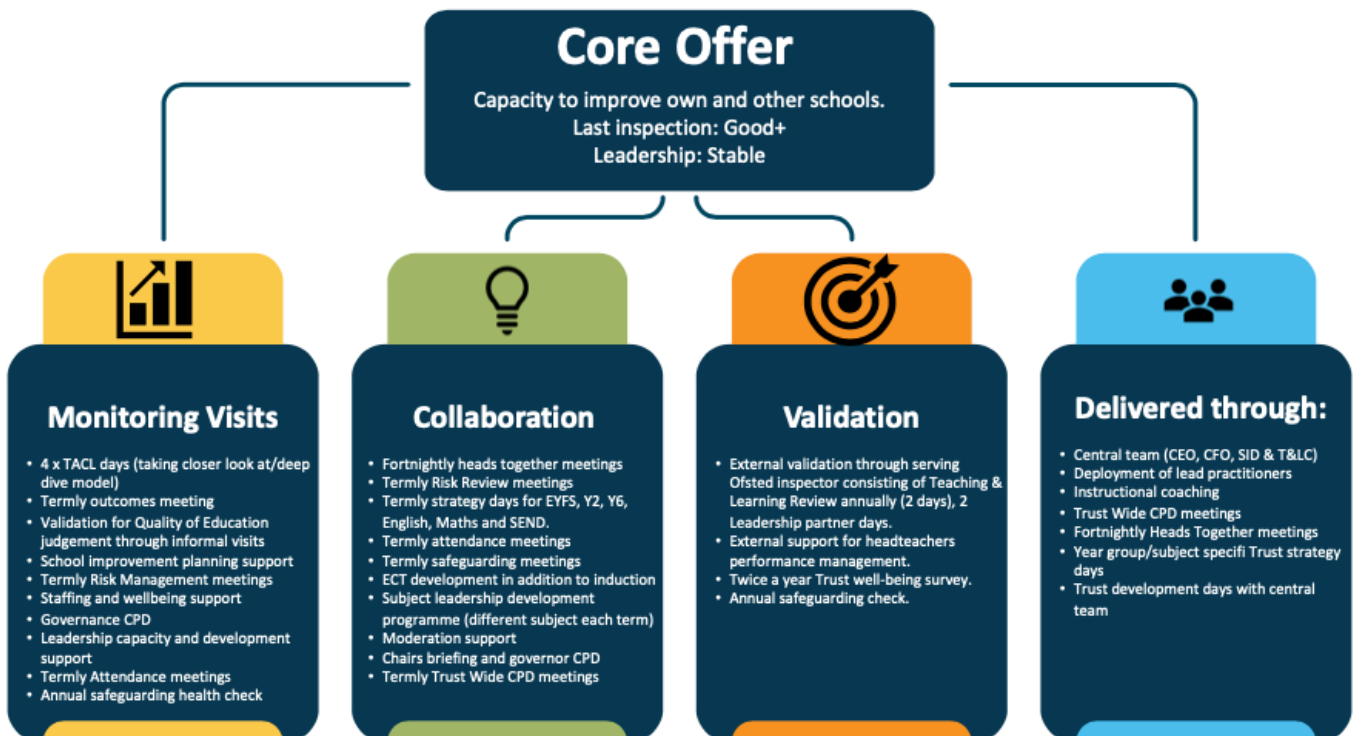 Core Offer
Capacity to improve own and other schools.
Last inspection: Good+
Leadership: Stable
Monitoring Visits
• 4 x TACL days (taking closer look at/deep
dive model)
• Termly outcomes meeting
• Validation for Quality of Education
judgement through informal visits
• School improvement planning support
• Termly Risk Management meetings
• Staffing and wellbeing support
• Governance CPD
• Leadership capacity and development
support
• Termly Attendance meetings
• Annual safeguarding health check
Collaboration
• Fortnightly heads together meetings
• Termly Risk Review meetings
• Termly strategy days for EYFS, Y2, Y6,
English, Maths and SEND.
• Termly attendance meetings
• Termly safeguarding meetings
• ECT development in addition to induction
• Subject leadership development
programme (different subject each term)
• Moderation support
• Chairs briefing and governor CPD
• Termly Trust Wide CPD meetings
Validation
• External validation through serving
Ofsted inspector consisting of Teaching &
Learning Review annually (2 days), 2
Leadership partner days.
• External support for headteachers
performance management.
• Twice a year Trust well-being survey.
• Annual safeguarding check.
Delivered through:
• Central team (CEO, CFO, SID & T&LC)
• Deployment of lead practitioners
• Instructional coaching
• Trust Wide CPD meetings
• Fortnightly Heads Together meetings
• Year group/subject specifi Trust strategy
days
• Trust development days with central
team